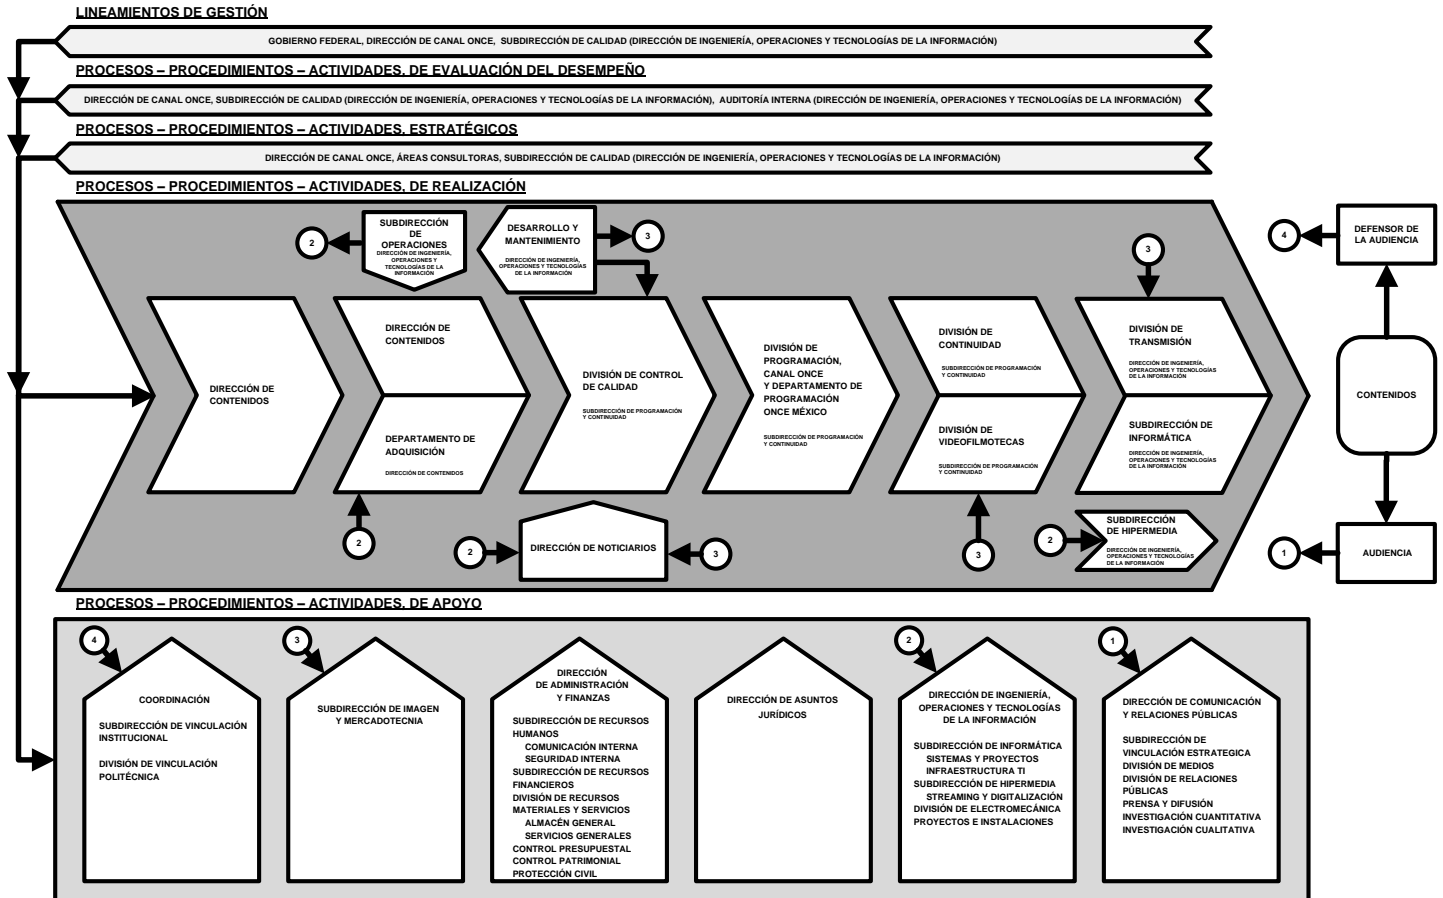 LINEAMIENTOS DE GESTIÓN
GOBIERNO FEDERAL, DIRECCIÓN DE CANAL ONCE, SUBDIRECCIÓN DE CALIDAD (DIRECCIÓN DE INGENIERÍA, OPERACIONES Y TECNOLOGÍAS DE LA INFORMACIÓN)
PROCESOS – PROCEDIMIENTOS – ACTIVIDADES, DE EVALUACIÓN DEL DESEMPEÑO
DIRECCIÓN DE CANAL ONCE, SUBDIRECCIÓN DE CALIDAD (DIRECCIÓN DE INGENIERÍA, OPERACIONES Y TECNOLOGÍAS DE LA INFORMACIÓN), AUDITORÍA INTERNA (DIRECCIÓN DE INGENIERÍA, OPERACIONES Y TECNOLOGÍAS DE LA INFORMACIÓN)
PROCESOS – PROCEDIMIENTOS – ACTIVIDADES, ESTRATÉGICOS
DIRECCIÓN DE CANAL ONCE, ÁREAS CONSULTORAS, SUBDIRECCIÓN DE CALIDAD (DIRECCIÓN DE INGENIERÍA, OPERACIONES Y TECNOLOGÍAS DE LA INFORMACIÓN)
PROCESOS – PROCEDIMIENTOS – ACTIVIDADES, DE REALIZACIÓN
2
SUBDIRECCIÓN
DE
OPERACIONES
DIRECCIÓN DE INGENIERÍA,
OPERACIONES Y
TECNOLOGÍAS DE LA
INFORMACIÓN
DESARROLLO Y
MANTENIMIENTO
DIRECCIÓN DE INGENIERÍA,
OPERACIONES Y TECNOLOGÍAS
DE LA INFORMACIÓN
3
3
4
DEFENSOR DE
LA AUDIENCIA
DIRECCIÓN DE
CONTENIDOS
DIRECCIÓN DE
CONTENIDOS
DEPARTAMENTO DE
ADQUISICIÓN
DIRECCIÓN DE CONTENIDOS
DIVISIÓN DE CONTROL
DE CALIDAD
SUBDIRECCIÓN DE PROGRAMACIÓN
Y CONTINUIDAD
DIVISIÓN DE
PROGRAMACIÓN,
CANAL ONCE
Y DEPARTAMENTO DE
PROGRAMACIÓN
ONCE MÉXICO
SUBDIRECCIÓN DE PROGRAMACIÓN
Y CONTINUIDAD
DIVISIÓN DE
CONTINUIDAD
SUBDIRECCIÓN DE PROGRAMACIÓN
Y CONTINUIDAD
DIVISIÓN DE
VIDEOFILMOTECAS
SUBDIRECCIÓN DE PROGRAMACIÓN
Y CONTINUIDAD
DIVISIÓN DE
TRANSMISIÓN
DIRECCIÓN DE INGENIERÍA,
OPERACIONES Y TECNOLOGÍAS
DE LA INFORMACIÓN
SUBDIRECCIÓN DE
INFORMÁTICA
DIRECCIÓN DE INGENIERÍA,
OPERACIONES Y TECNOLOGÍAS
DE LA INFORMACIÓN
CONTENIDOS
2
2
DIRECCIÓN DE NOTICIARIOS
3
3
2
SUBDIRECCIÓN
DE HIPERMEDIA
DIRECCIÓN DE INGENIERÍA,
OPERACIONES Y TECNOLOGÍAS
DE LA INFORMACIÓN
1
AUDIENCIA
PROCESOS – PROCEDIMIENTOS – ACTIVIDADES, DE APOYO
4
COORDINACIÓN
SUBDIRECCIÓN DE VINCULACIÓN
INSTITUCIONAL
DIVISIÓN DE VINCULACIÓN
POLITÉCNICA
3
SUBDIRECCIÓN DE IMAGEN
Y MERCADOTECNIA
DIRECCIÓN
DE ADMINISTRACIÓN
Y FINANZAS
SUBDIRECCIÓN DE RECURSOS
HUMANOS
COMUNICACIÓN INTERNA
SEGURIDAD INTERNA
SUBDIRECCIÓN DE RECURSOS
FINANCIEROS
DIVISIÓN DE RECURSOS
MATERIALES Y SERVICIOS
ALMACÉN GENERAL
SERVICIOS GENERALES
CONTROL PRESUPUESTAL
CONTROL PATRIMONIAL
PROTECCIÓN CIVIL
DIRECCIÓN DE ASUNTOS
JURÍDICOS
2
DIRECCIÓN DE INGENIERÍA,
OPERACIONES Y TECNOLOGÍAS
DE LA INFORMACIÓN
SUBDIRECCIÓN DE INFORMÁTICA
SISTEMAS Y PROYECTOS
INFRAESTRUCTURA TI
SUBDIRECCIÓN DE HIPERMEDIA
STREAMING Y DIGITALIZACIÓN
DIVISIÓN DE ELECTROMECÁNICA
PROYECTOS E INSTALACIONES
1
DIRECCIÓN DE COMUNICACIÓN
Y RELACIONES PÚBLICAS
SUBDIRECCIÓN DE
VINCULACIÓN ESTRATEGICA
DIVISIÓN DE MEDIOS
DIVISIÓN DE RELACIONES
PÚBLICAS
PRENSA Y DIFUSIÓN
INVESTIGACIÓN CUANTITATIVA
INVESTIGACIÓN CUALITATIVA